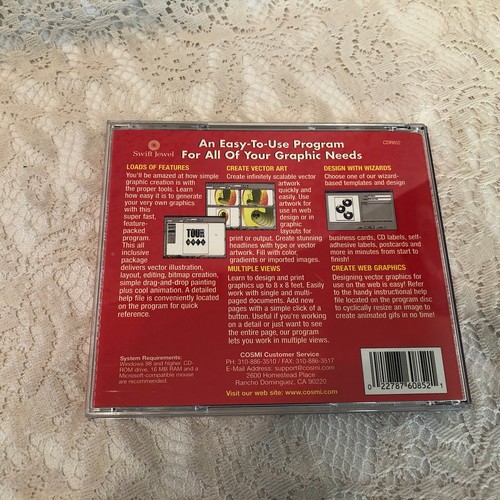 Swift Jewel
CDR602
An Easy-To-Use Program
For All Of Your Graphic Needs
LOADS OF FEATURES
You'll be amazed at how simple
graphic creation is with
the proper tools. Learn
how easy it is to generate
your very own graphics
with this
super fast,
feature-
packed
program.
This all
inclusive
package
delivers vector illustration,
layout, editing, bitmap creation,
simple drag-and-drop painting
plus cool animation. A detailed
help file is conveniently located
on the program for quick
reference.
TOUR
CREATE VECTOR ART
Create infinitely scalable vector
artwork
quickly and
easily. Use
artwork for
use in web
design or in
graphic
layouts for
print or output. Create stunning
headlines with type or vector
artwork. Fill with color,
gradients or imported images.
MULTIPLE VIEWS
Learn to design and print
graphics up to 8 x 8 feet. Easily
work with single and multi-
paged documents. Add new
pages with a simple click of a
button. Useful if you're working
on a detail or just want to see
the entire page, our program
lets you work in multiple views.
DESIGN WITH WIZARDS
Choose one of our wizard-
based templates and design
business cards, CD labels, self-
adhesive labels, postcards and
more in minutes from start to
finish!
CREATE WEB GRAPHICS
Designing vector graphics for
use on the web is easy! Refer
to the handy instructional help
file located on the program disc
to cyclically resize an image to
create animated gifs in no time!
System Requirements:
Windows 98 and higher, CD-
ROM drive, 16 MB RAM and a
Microsoft-compatible mouse
are recommended.
COSMI Customer Service
PH: 310-886-3510 / FAX: 310-886-3517
E-Mail Address: support@cosmi.com
2600 Homestead Place
Rancho Dominguez, CA 90220
Visit our web site: www.cosmi.com
0 22787 60852 1